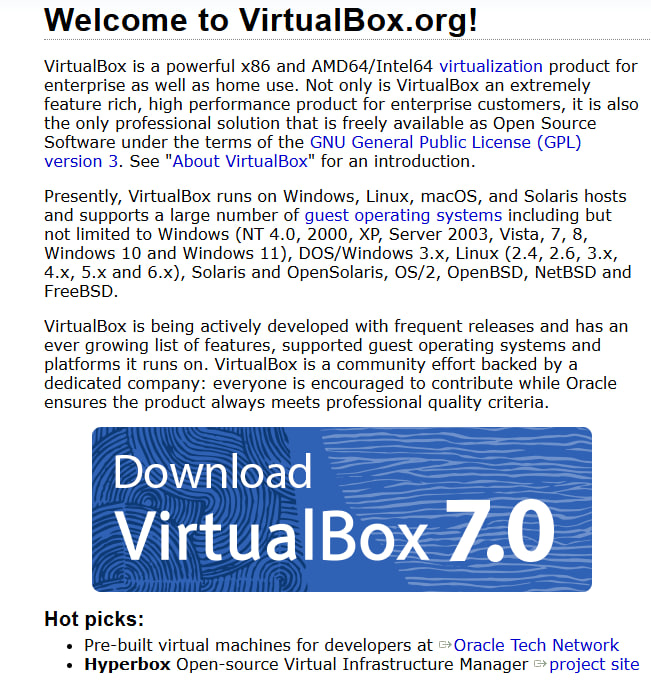 Welcome to VirtualBox.org!
VirtualBox is a powerful x86 and AMD64/Intel64 virtualization product for
enterprise as well as home use. Not only is VirtualBox an extremely
feature rich, high performance product for enterprise customers, it is also
the only professional solution that is freely available as Open Source
Software under the terms of the GNU General Public License (GPL)
version 3. See "About VirtualBox" for an introduction.
Presently, VirtualBox runs on Windows, Linux, macOS, and Solaris hosts
and supports a large number of guest operating systems including but
not limited to Windows (NT 4.0, 2000, XP, Server 2003, Vista, 7, 8,
Windows 10 and Windows 11), DOS/Windows 3.x, Linux (2.4, 2.6, 3.x,
4.x, 5.x and 6.x), Solaris and OpenSolaris, OS/2, OpenBSD, NetBSD and
FreeBSD.
VirtualBox is being actively developed with frequent releases and has an
ever growing list of features, supported guest operating systems and
platforms it runs on. VirtualBox is a community effort backed by a
dedicated company: everyone is encouraged to contribute while Oracle
ensures the product always meets professional quality criteria.
Download
VirtualBox 7.0
Hot picks:
• Pre-built virtual machines for developers at Oracle Tech Network
• Hyperbox Open-source Virtual Infrastructure Manager project site